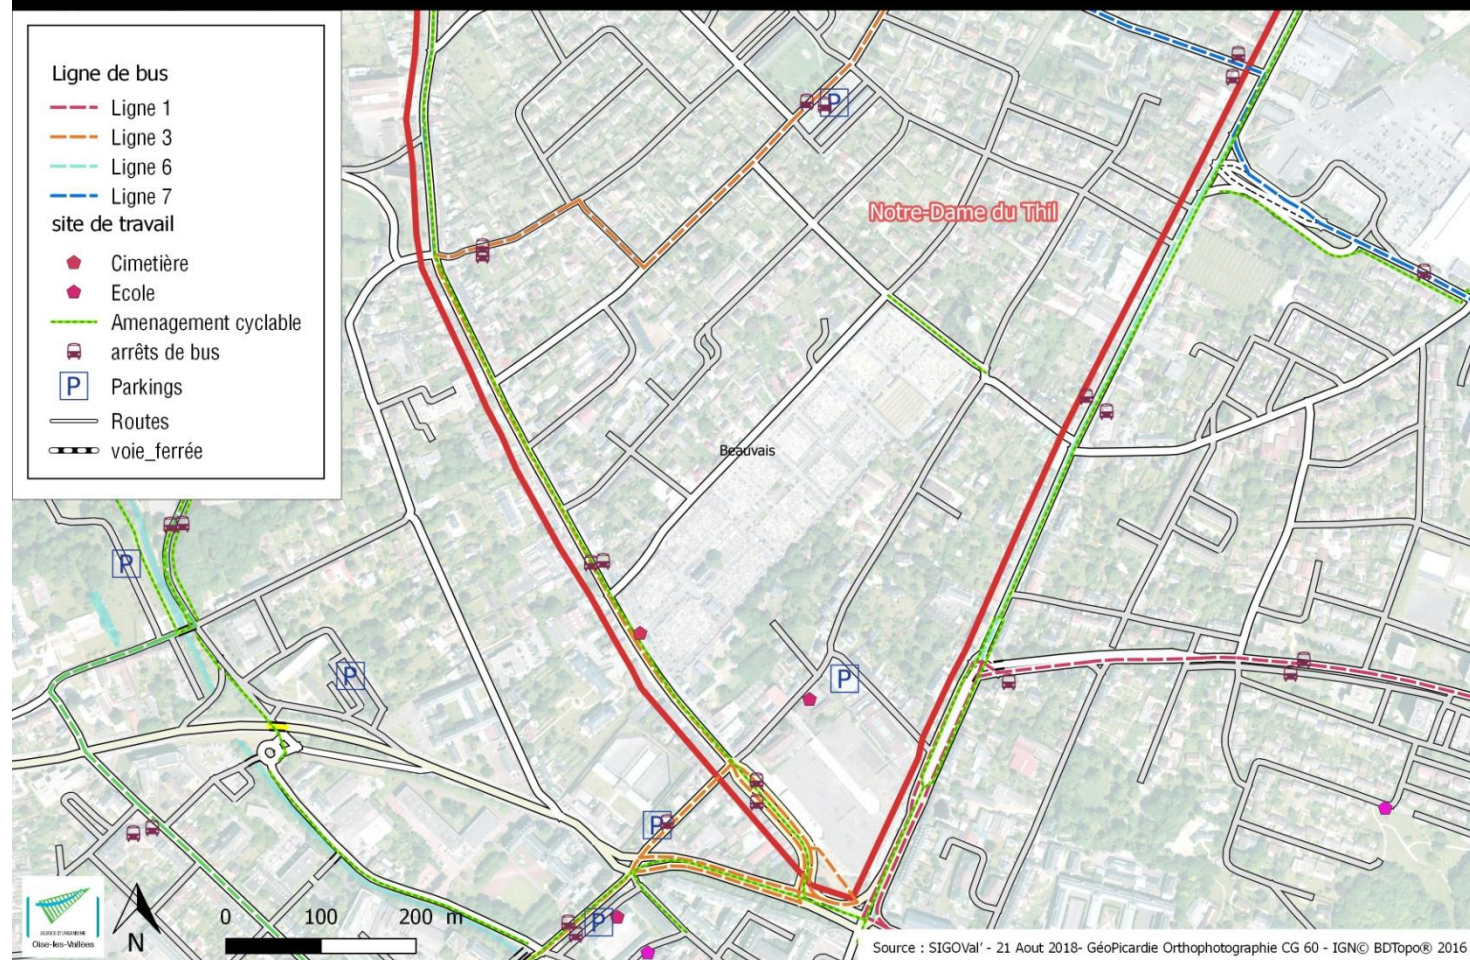 Ligne de bus
Ligne 1
Ligne 3
Ligne 6
Ligne 7
site de travail
Cimetière
Ecole
Amenagement cyclable
arrêts de bus
P Parkings
Routes
voie_ferrée
P
Notre-Dame du Thil
Beauvais
P
P
P
P
P
AGENCE D'URBANISME
Oise-les-Vallées
N
0 100 200 m
Source : SIGOVal' - 21 Aout 2018- GéoPicardie Orthophotographie CG 60 - IGN© BDTopo® 2016